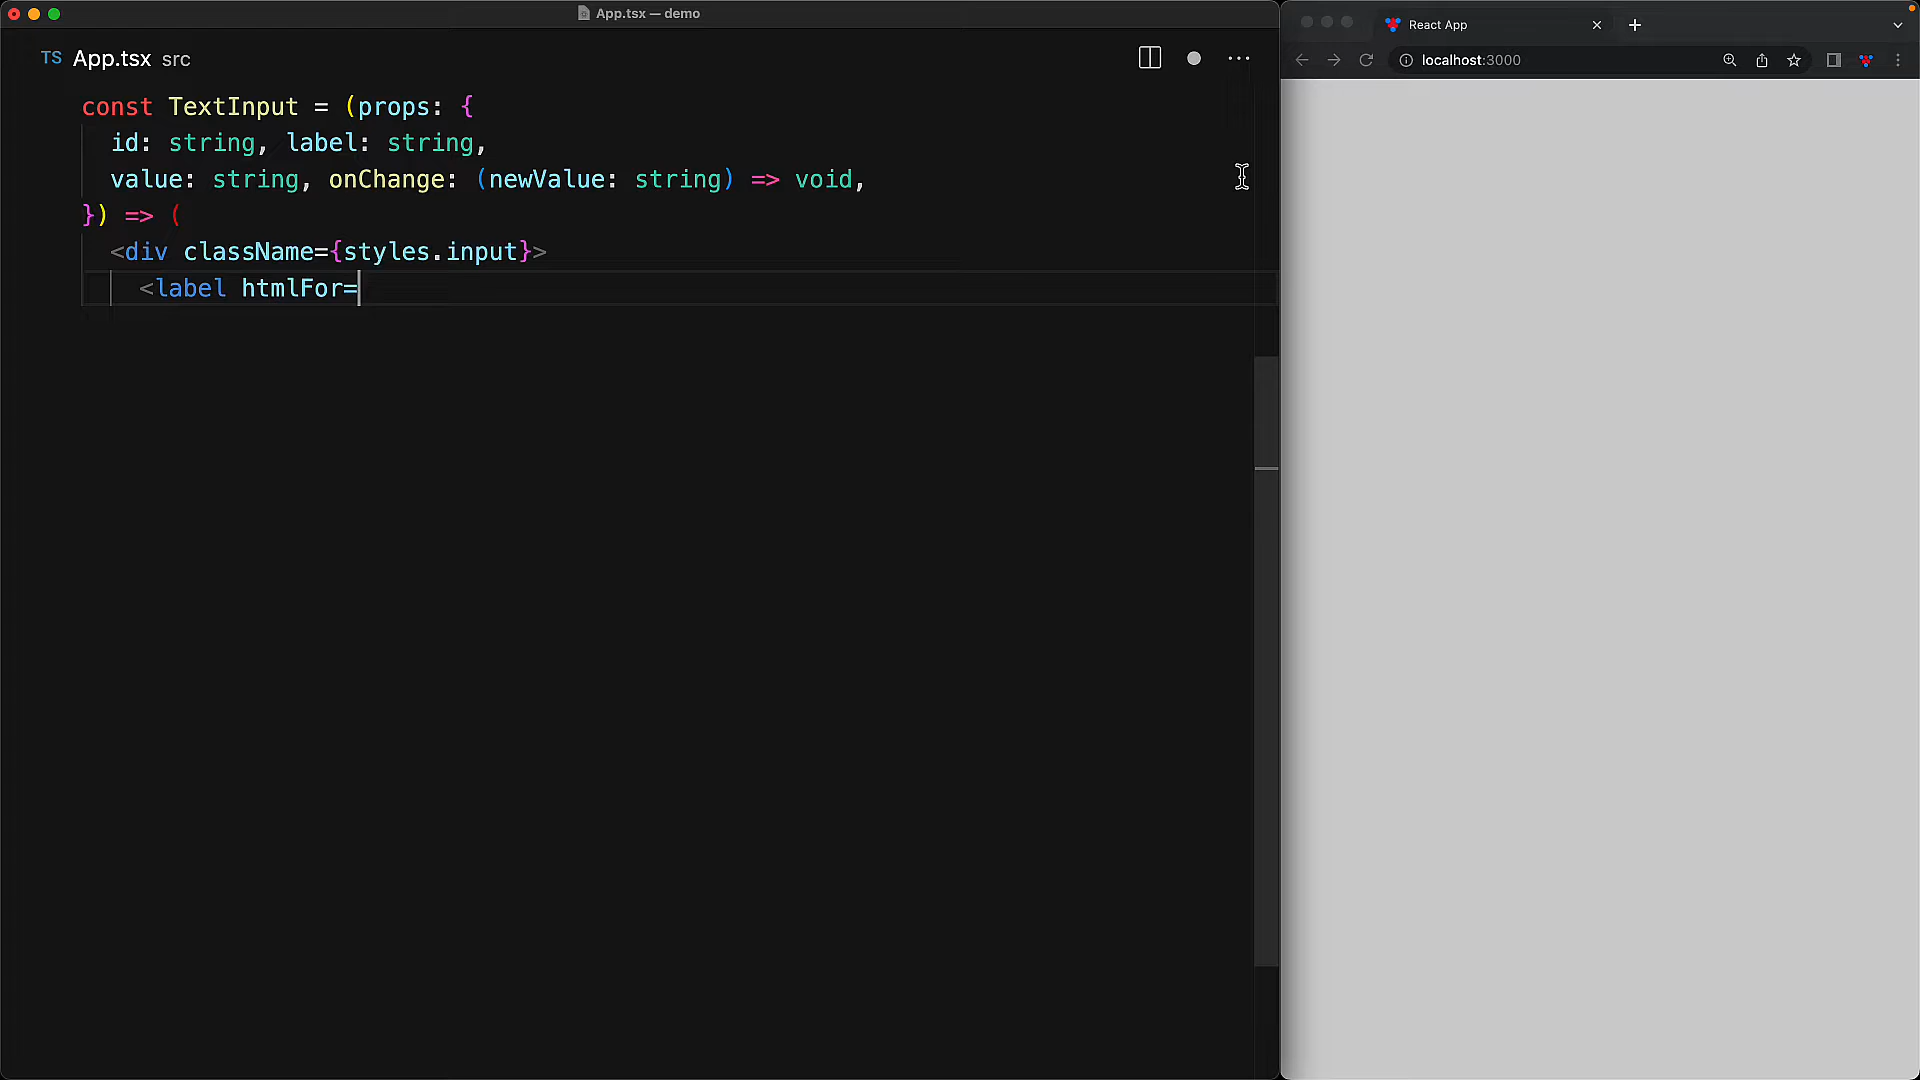 App.tsx — demo
TS App.tsx src
const TextInput = (props: {
id: string, label: string,
value: string, onChange: (newValue: string) => void,
}) => (
<div className={styles.input}>
<label htmlFor=
React App
localhost:3000